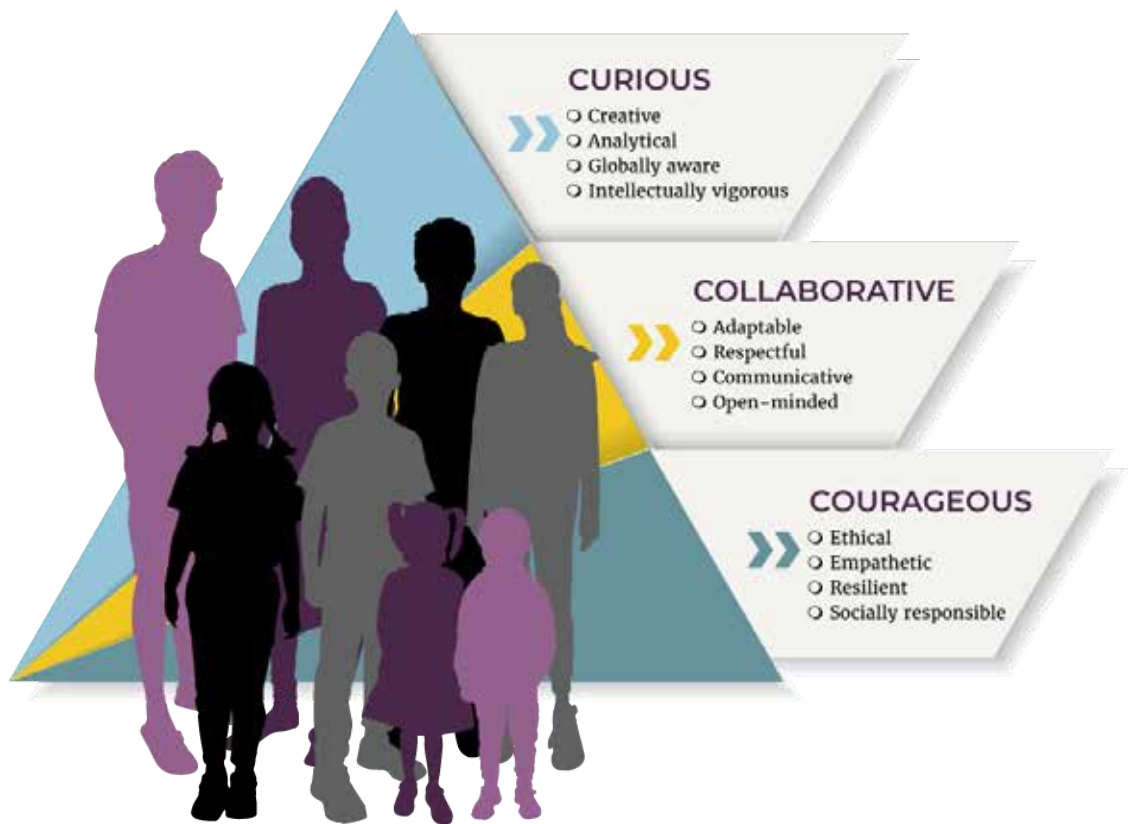 CURIOUS
❍ Creative
❍ Analytical
❍ Globally aware
❍ Intellectually vigorous
COLLABORATIVE
❍ Adaptable
❍ Respectful
❍ Communicative
❍ Open-minded
COURAGEOUS
❍ Ethical
❍ Empathetic
❍ Resilient
❍ Socially responsible